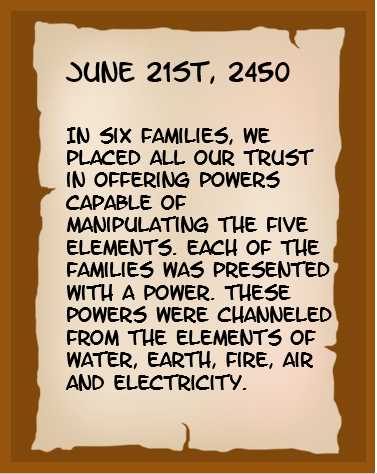 JUNE 21ST, 2450
IN SIX FAMILIES, WE
PLACED ALL OUR TRUST
IN OFFERING POWERS
CAPABLE OF
MANIPULATING THE FIVE
ELEMENTS. EACH OF THE
FAMILIES WAS PRESENTED
WITH A POWER. THESE
POWERS WERE CHANNELED
FROM THE ELEMENTS OF
WATER, EARTH, FIRE, AIR
AND ELECTRICITY.